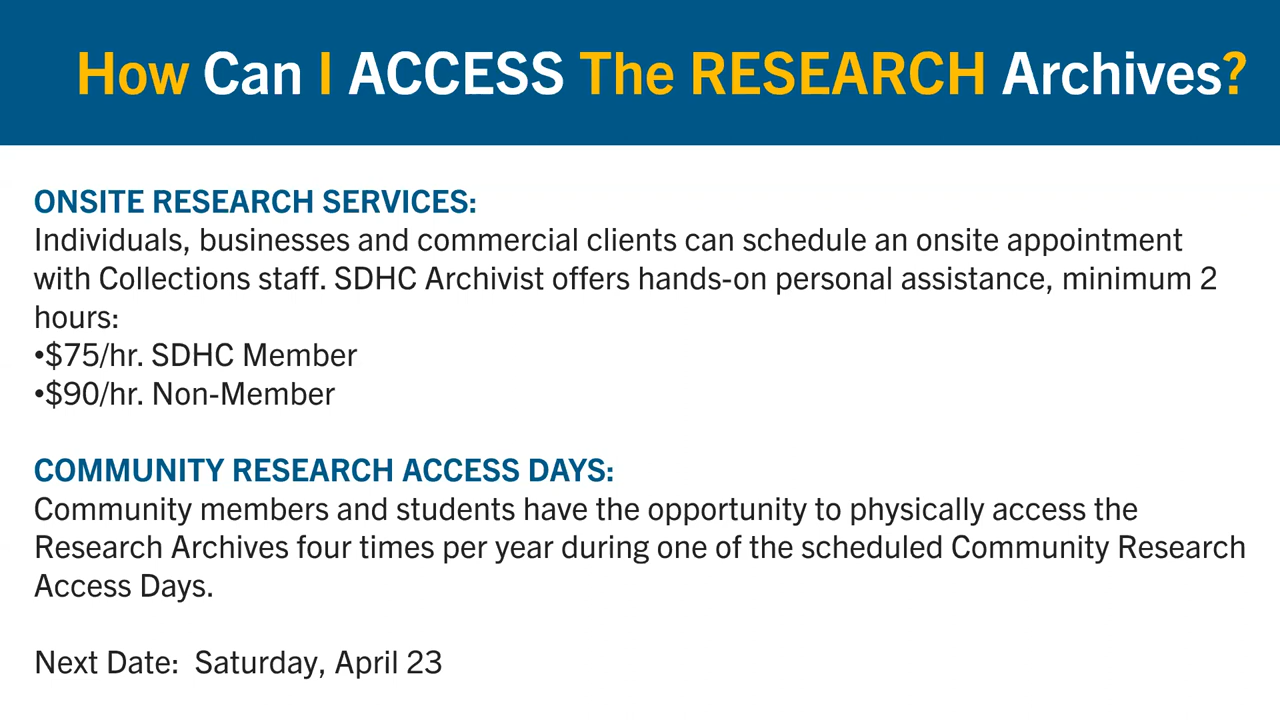 How Can I ACCESS The RESEARCH Archives?
ONSITE RESEARCH SERVICES:
Individuals, businesses and commercial clients can schedule an onsite appointment
with Collections staff. SDHC Archivist offers hands-on personal assistance, minimum 2
hours:
•$75/hr. SDHC Member
•$90/hr. Non-Member
COMMUNITY RESEARCH ACCESS DAYS:
Community members and students have the opportunity to physically access the
Research Archives four times per year during one of the scheduled Community Research
Access Days.
Next Date:  Saturday, April 23